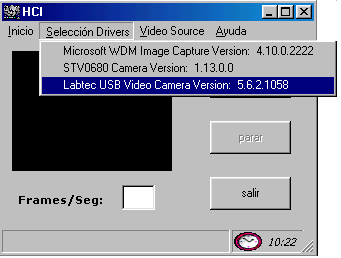 HCI
Inicio Selección Drivers Video Source Ayuda
Microsoft WDM Image Capture Version: 4.10.0.2222
STV0680 Camera Version: 1.13.0.0
Labtec USB Video Camera Version: 5.6.2.1058
parar
Frames/Seg:
salir
10:22